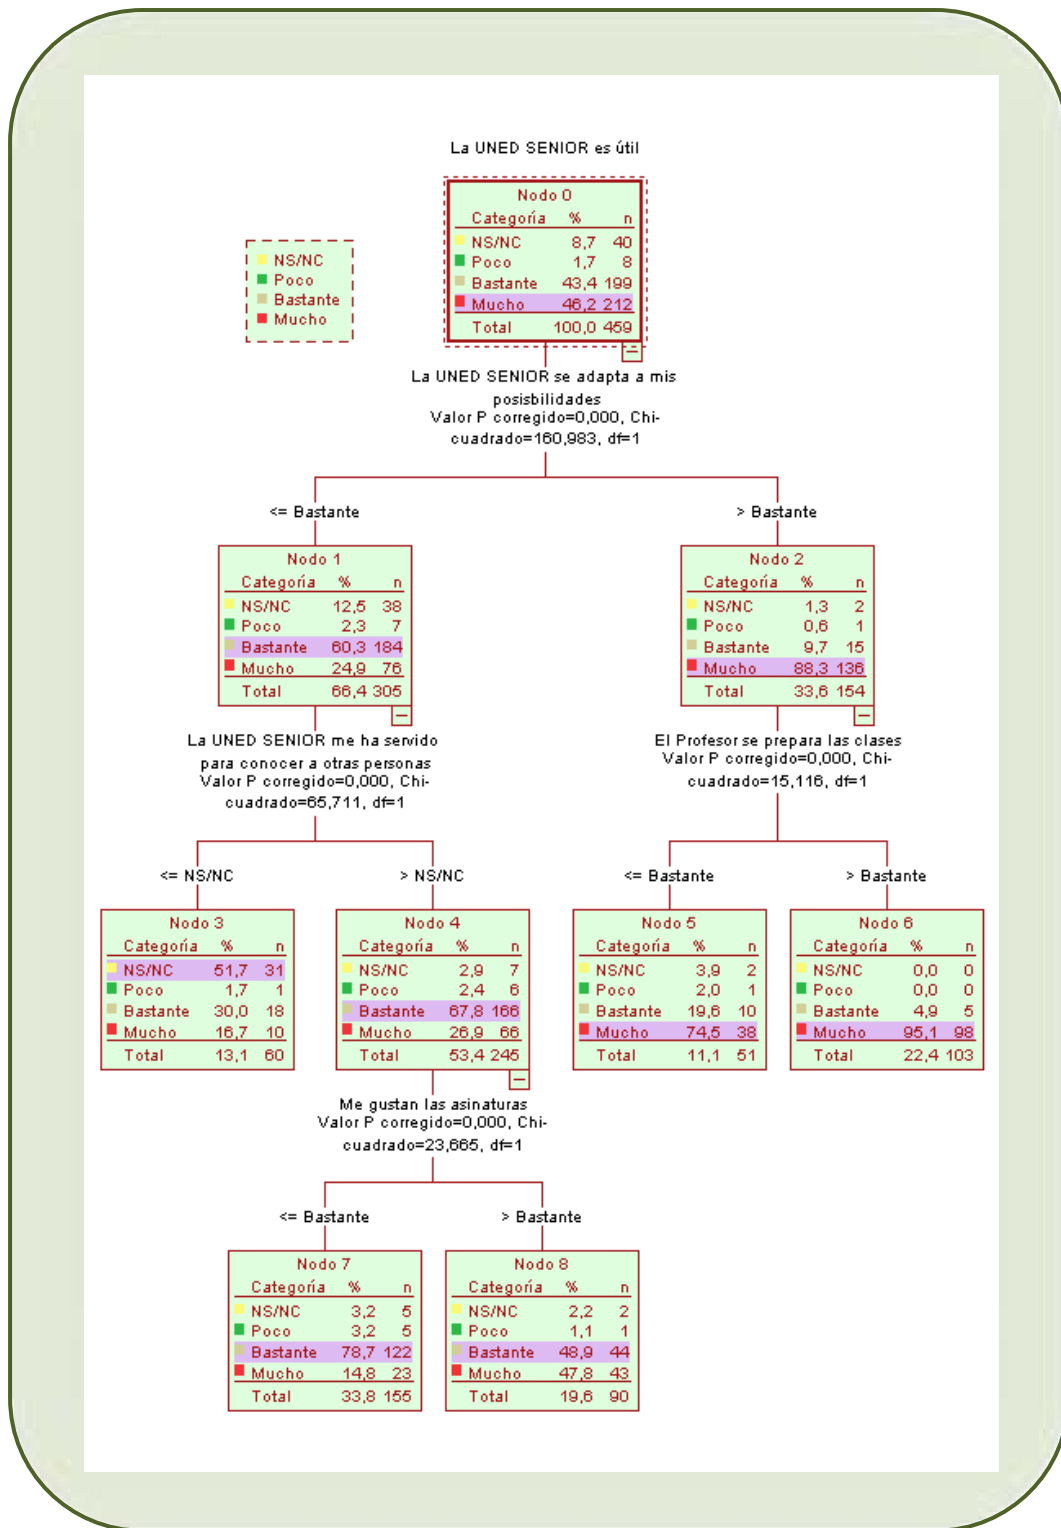 La UNED SENIOR es útil
Nodo 0
Categoría % n
NS/NC 8,7 40
Poco 1,7 8
Bastante 43,4 199
Mucho 46,2 212
Total 100,0 459
NS/NC
Poco
Bastante
Mucho
La UNED SENIOR se adapta a mis
posisbilidades
Valor P corregido=0,000, Chi-
cuadrado=160,983, df=1
<= Bastante
> Bastante
Nodo 1
Categoría % n
NS/NC 12,5 38
Poco 2,3 7
Bastante 60,3 184
Mucho 24,9 76
Total 66,4 305
Nodo 2
Categoría % n
NS/NC 1,3 2
Poco 0,6 1
Bastante 9,7 15
Mucho 88,3 136
Total 33,6 154
La UNED SENIOR me ha servido
para conocer a otras personas
Valor P corregido=0,000, Chi-
cuadrado=65,711, df=1
El Profesor se prepara las clases
Valor P corregido=0,000, Chi-
cuadrado=15,116, df=1
<= NS/NC
> NS/NC
<= Bastante
> Bastante
Nodo 3
Categoría % n
NS/NC 51,7 31
Poco 1,7 1
Bastante 30,0 18
Mucho 16,7 10
Total 13,1 60
Nodo 4
Categoría % n
NS/NC 2,9 7
Poco 2,4 6
Bastante 67,8 166
Mucho 26,9 66
Total 53,4 245
Nodo 5
Categoría % n
NS/NC 3,9 2
Poco 2,0 1
Bastante 19,6 10
Mucho 74,5 38
Total 11,1 51
Nodo 6
Categoría % n
NS/NC 0,0 0
Poco 0,0 0
Bastante 4,9 5
Mucho 95,1 98
Total 22,4 103
Me gustan las asinaturas
Valor P corregido=0,000, Chi-
cuadrado=23,665, df=1
<= Bastante
> Bastante
Nodo 7
Categoría % n
NS/NC 3,2 5
Poco 3,2 5
Bastante 78,7 122
Mucho 14,8 23
Total 33,8 155
Nodo 8
Categoría % n
NS/NC 2,2 2
Poco 1,1 1
Bastante 48,9 44
Mucho 47,8 43
Total 19,6 90